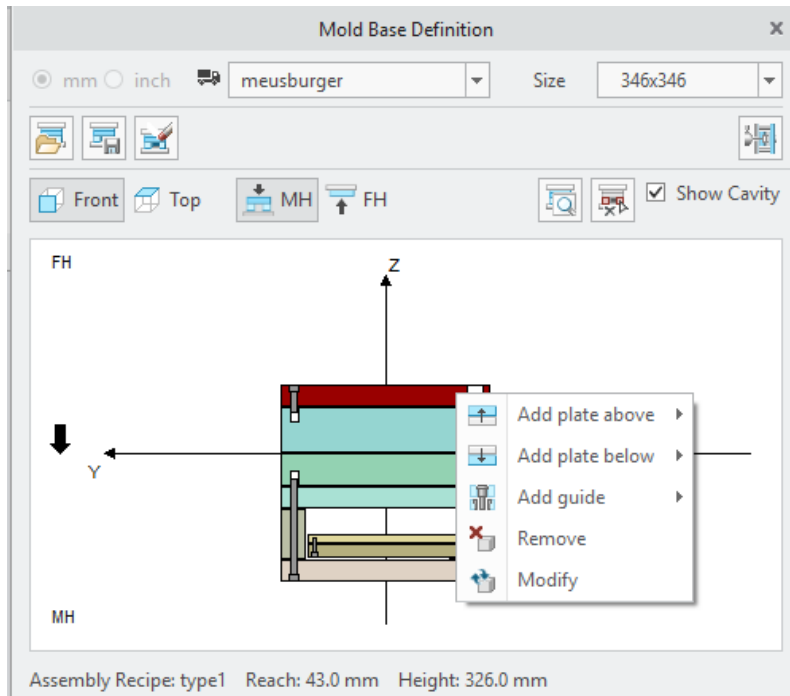 Mold Base Definition
mm inch meusburger Size 346x346
Front Top MH FH Show Cavity
FH
Z
Add plate above
Add plate below
Y
Add guide
Remove
Modify
MH
Assembly Recipe: type1 Reach: 43.0 mm Height: 326.0 mm